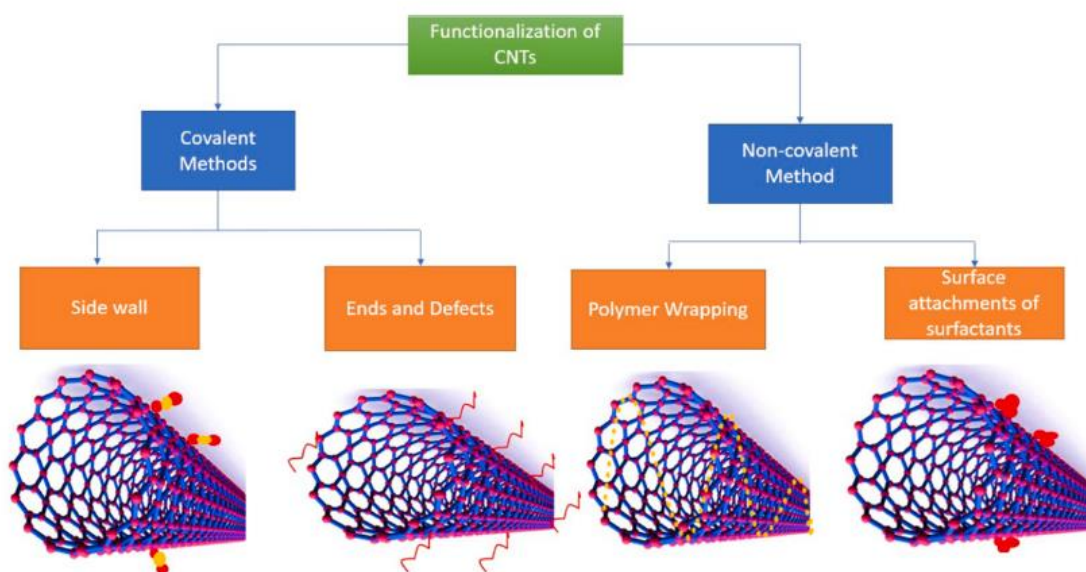 Functionalization of
CNTs
Covalent
Methods
Non-covalent
Method
Side wall
Ends and Defects
Polymer Wrapping
Surface
attachments of
surfactants